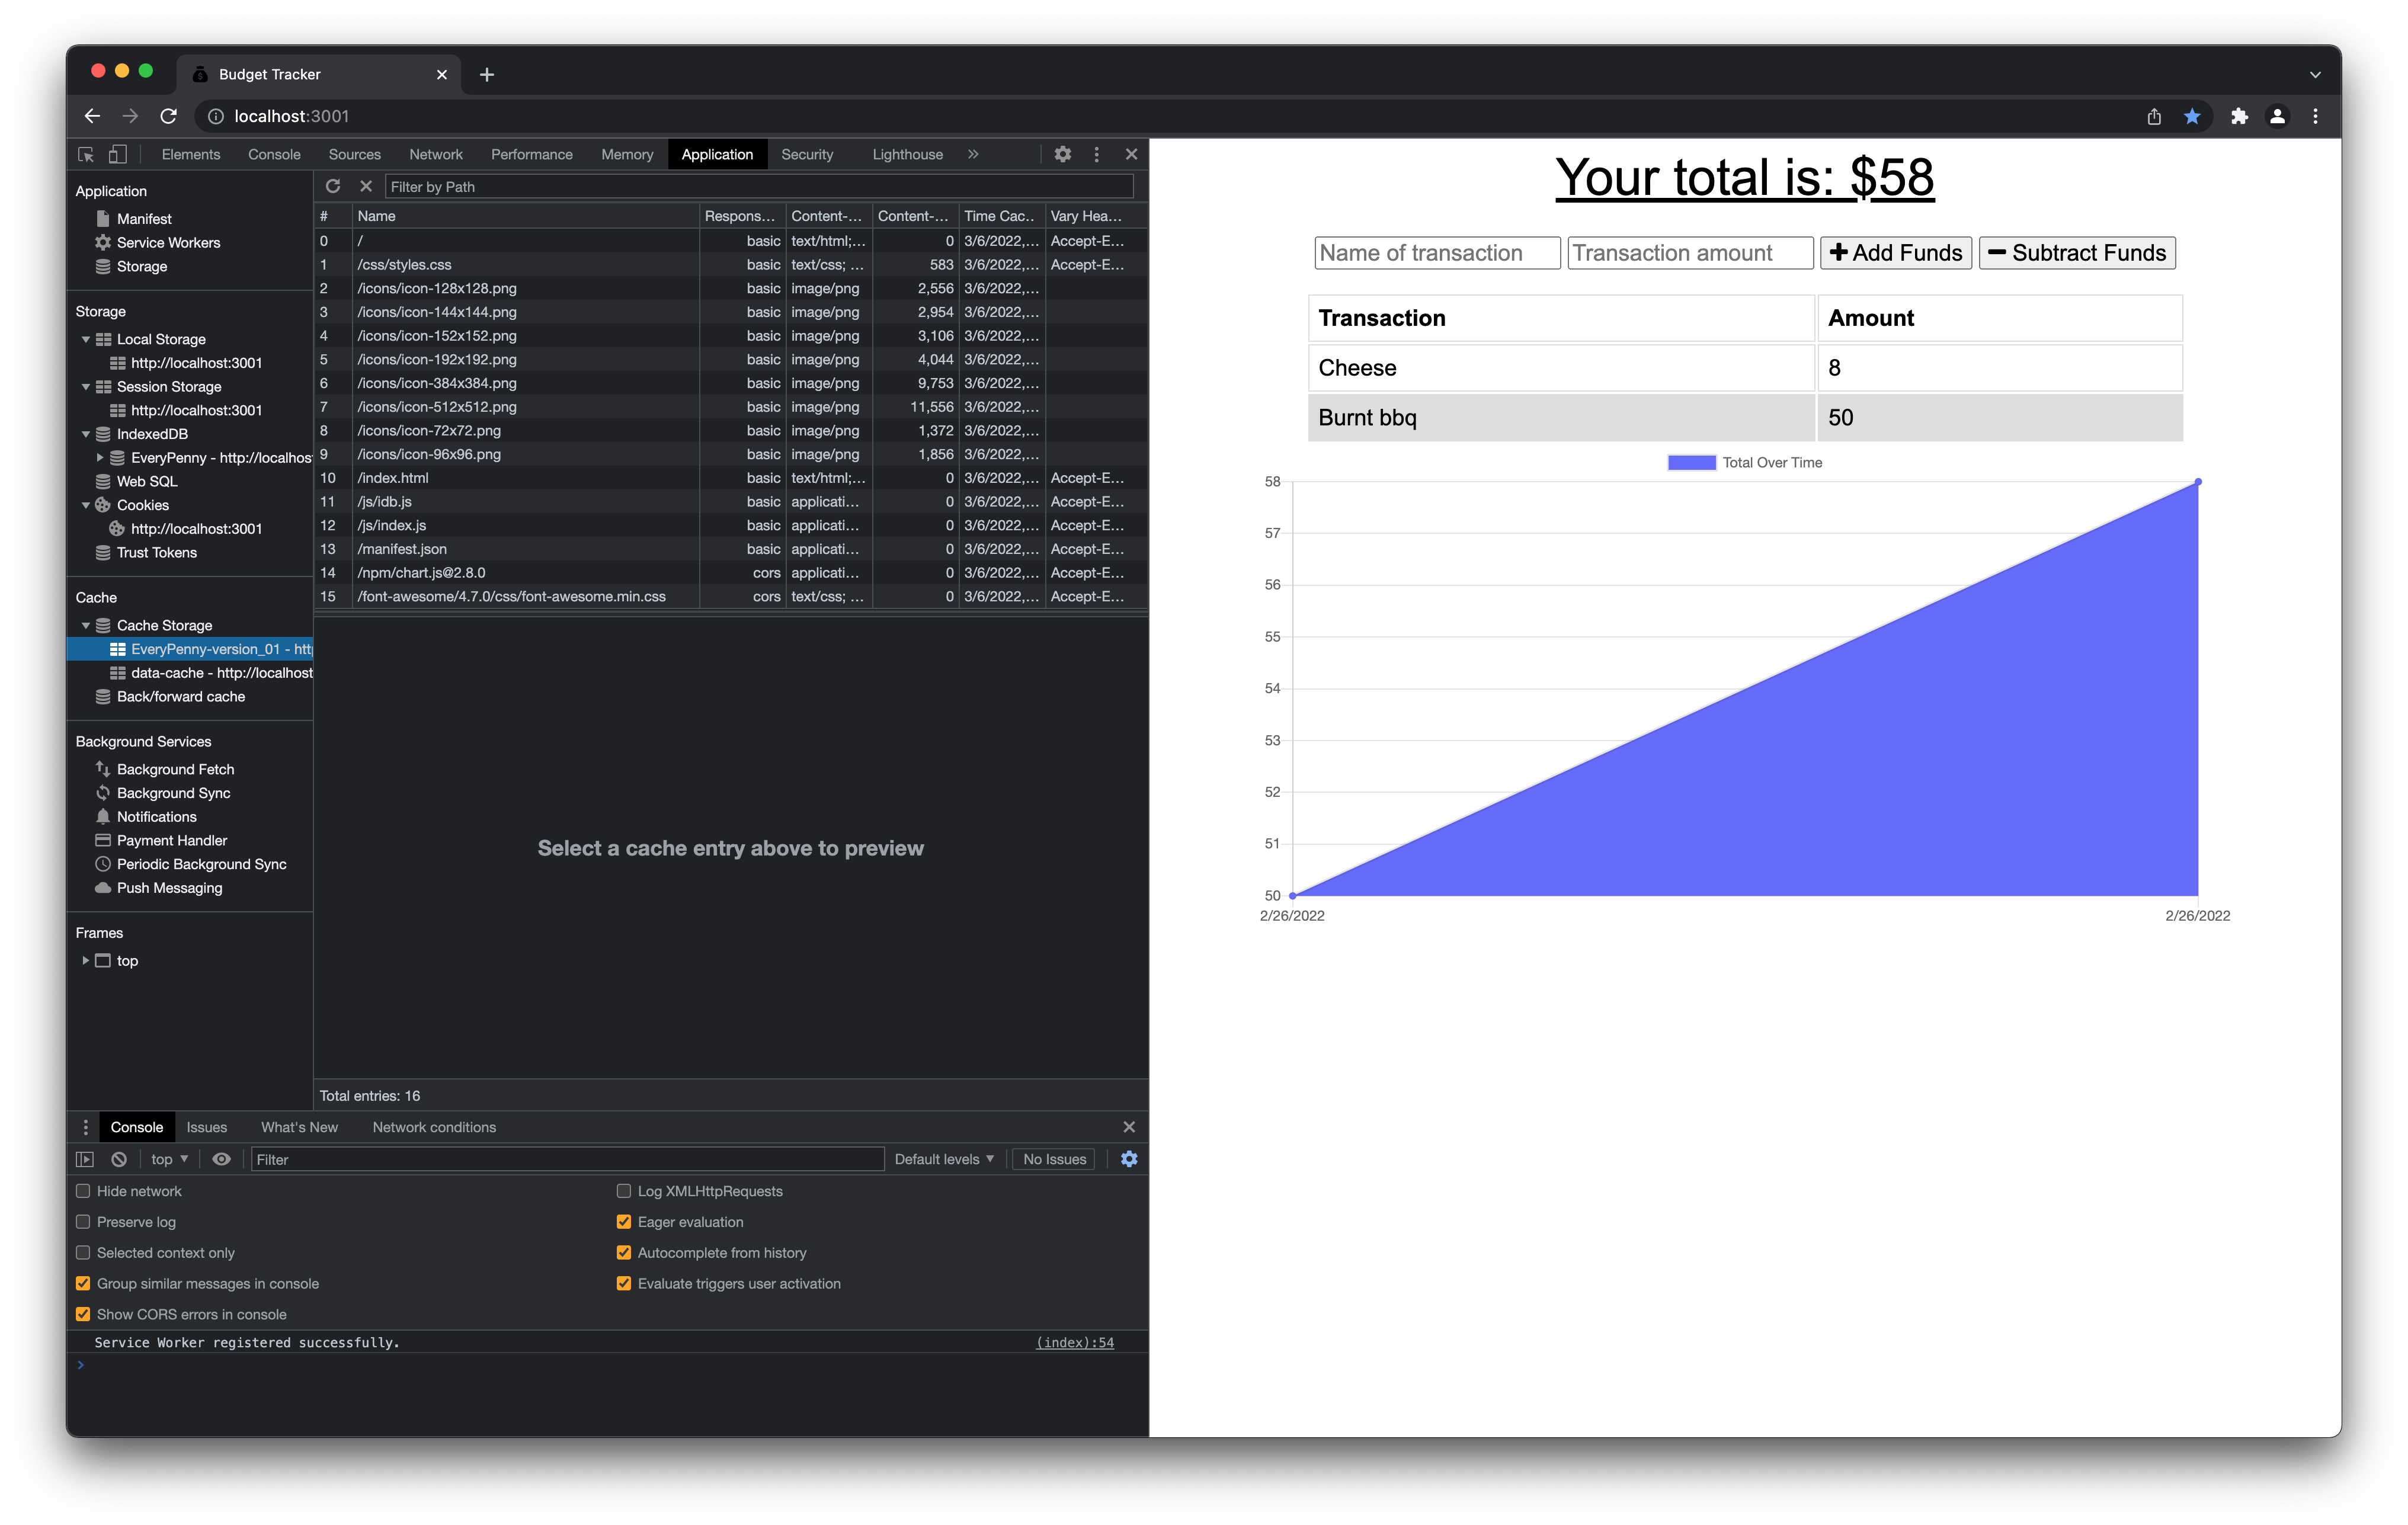 Budget Tracker
localhost:3001
Elements Console Sources Network Performance Memory Application Security Lighthouse
Application
Manifest
Service Workers
Storage
Storage
Local Storage
http://localhost:3001
Session Storage
http://localhost:3001
IndexedDB
EveryPenny - http://localhos
Web SQL
Cookies
http://localhost:3001
Trust Tokens
Cache
Cache Storage
EveryPenny-version_01 - http
data-cache - http://localhost
Back/forward cache
Background Services
Background Fetch
Background Sync
Notifications
Payment Handler
Periodic Background Sync
Push Messaging
Frames
top
Filter by Path
# Name Respons... Content-... Content-... Time Cac.. Vary Hea...
0 / basic text/html;... 0 3/6/2022,... Accept-E...
1 /css/styles.css basic text/css; ... 583 3/6/2022,... Accept-E...
2 /icons/icon-128x128.png basic image/png 2,556 3/6/2022,...
3 /icons/icon-144x144.png basic image/png 2,954 3/6/2022,...
4 /icons/icon-152x152.png basic image/png 3,106 3/6/2022,...
5 /icons/icon-192x192.png basic image/png 4,044 3/6/2022,...
6 /icons/icon-384x384.png basic image/png 9,753 3/6/2022,...
7 /icons/icon-512x512.png basic image/png 11,556 3/6/2022,...
8 /icons/icon-72x72.png basic image/png 1,372 3/6/2022,...
9 /icons/icon-96x96.png basic image/png 1,856 3/6/2022,...
10 /index.html basic text/html;... 0 3/6/2022,... Accept-E...
11 /js/idb.js basic applicati... 0 3/6/2022,... Accept-E...
12 /js/index.js basic applicati... 0 3/6/2022,... Accept-E...
13 /manifest.json basic applicati... 0 3/6/2022,... Accept-E...
14 /npm/chart.js@2.8.0 cors applicati... 0 3/6/2022,... Accept-E...
15 /font-awesome/4.7.0/css/font-awesome.min.css cors text/css; ... 0 3/6/2022,... Accept-E...
Select a cache entry above to preview
Total entries: 16
Console Issues What's New Network conditions
top Filter Default levels No Issues
Hide network
Log XMLHttpRequests
Preserve log
Eager evaluation
Selected context only
Autocomplete from history
Group similar messages in console
Evaluate triggers user activation
Show CORS errors in console
Service Worker registered successfully. (index):54
Your total is: $58
Name of transaction Transaction amount Add Funds Subtract Funds
Transaction Amount
Cheese 8
Burnt bbq 50
Total Over Time
58
57
56
55
54
53
52
51
50
2/26/2022 2/26/2022